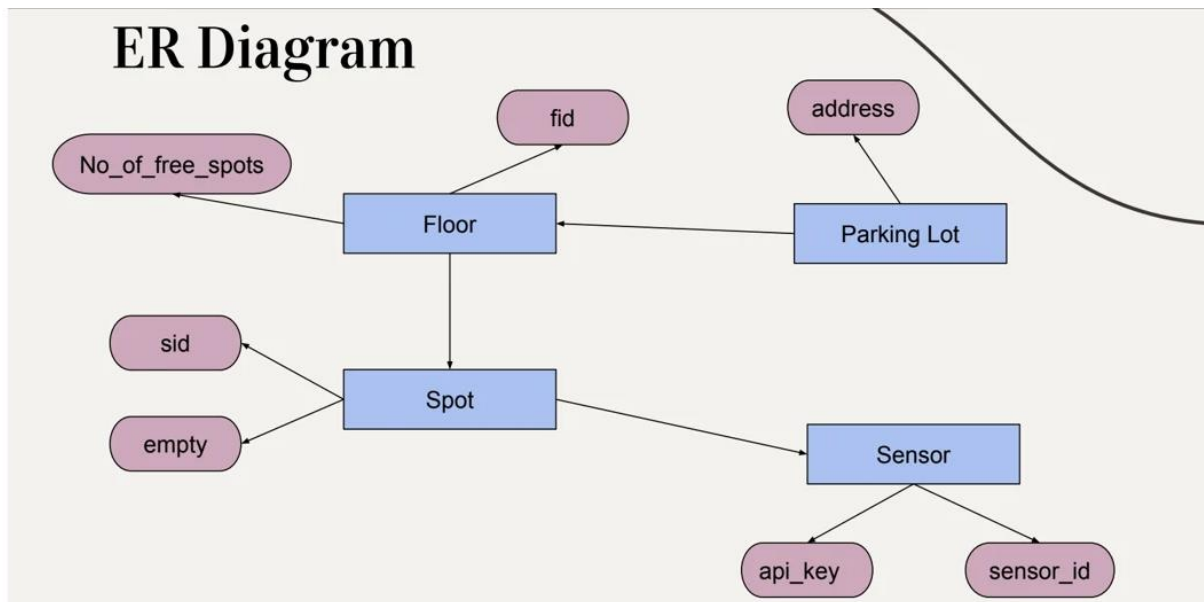 ER Diagram
fid
address
No_of_free_spots
Floor
Parking Lot
sid
Spot
empty
Sensor
api_key
sensor_id